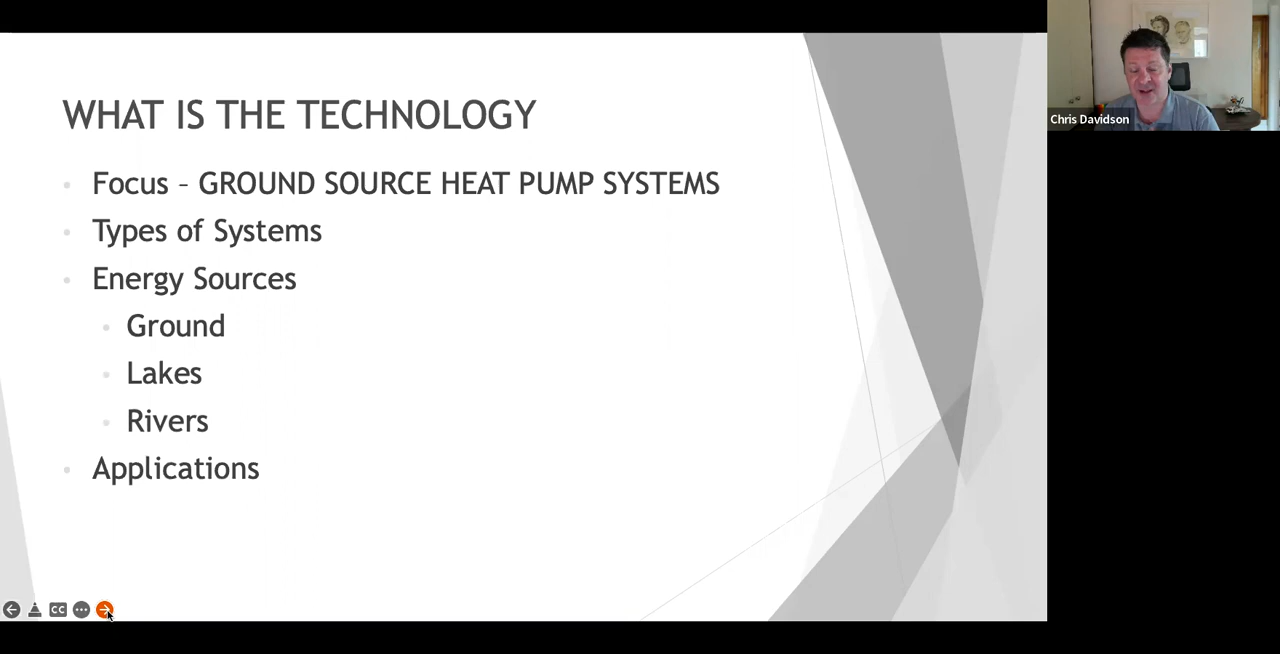 WHAT IS THE TECHNOLOGY
Focus – GROUND SOURCE HEAT PUMP SYSTEMS
Types of Systems
Energy Sources
Ground
Lakes
Rivers
Applications
CC
Chris Davidson